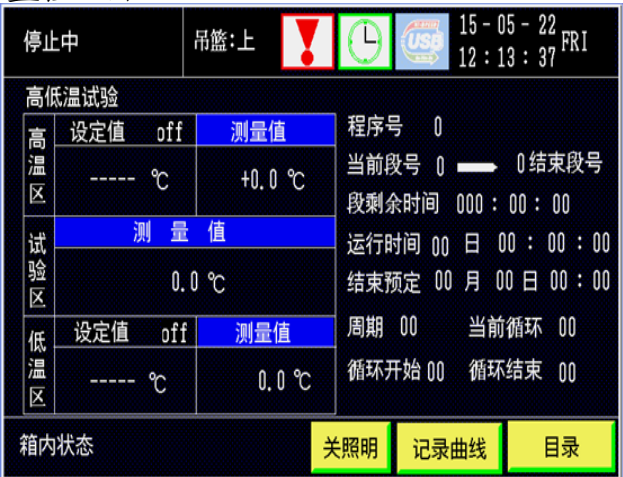 停止中
吊篮:上
USB
15-05-22 FRI
12:13:37
高低温试验
高温区
设定值 off
测量值
----- ℃
+0.0 ℃
试验区
测 量 值
0.0 ℃
低温区
设定值 off
测量值
----- ℃
0.0 ℃
程序号 0
当前段号 0 0结束段号
段剩余时间 000:00:00
运行时间 00 日 00:00:00
结束预定 00 月 00 日 00:00
周期 00 当前循环 00
循环开始 00 循环结束 00
箱内状态
关照明
记录曲线
目录